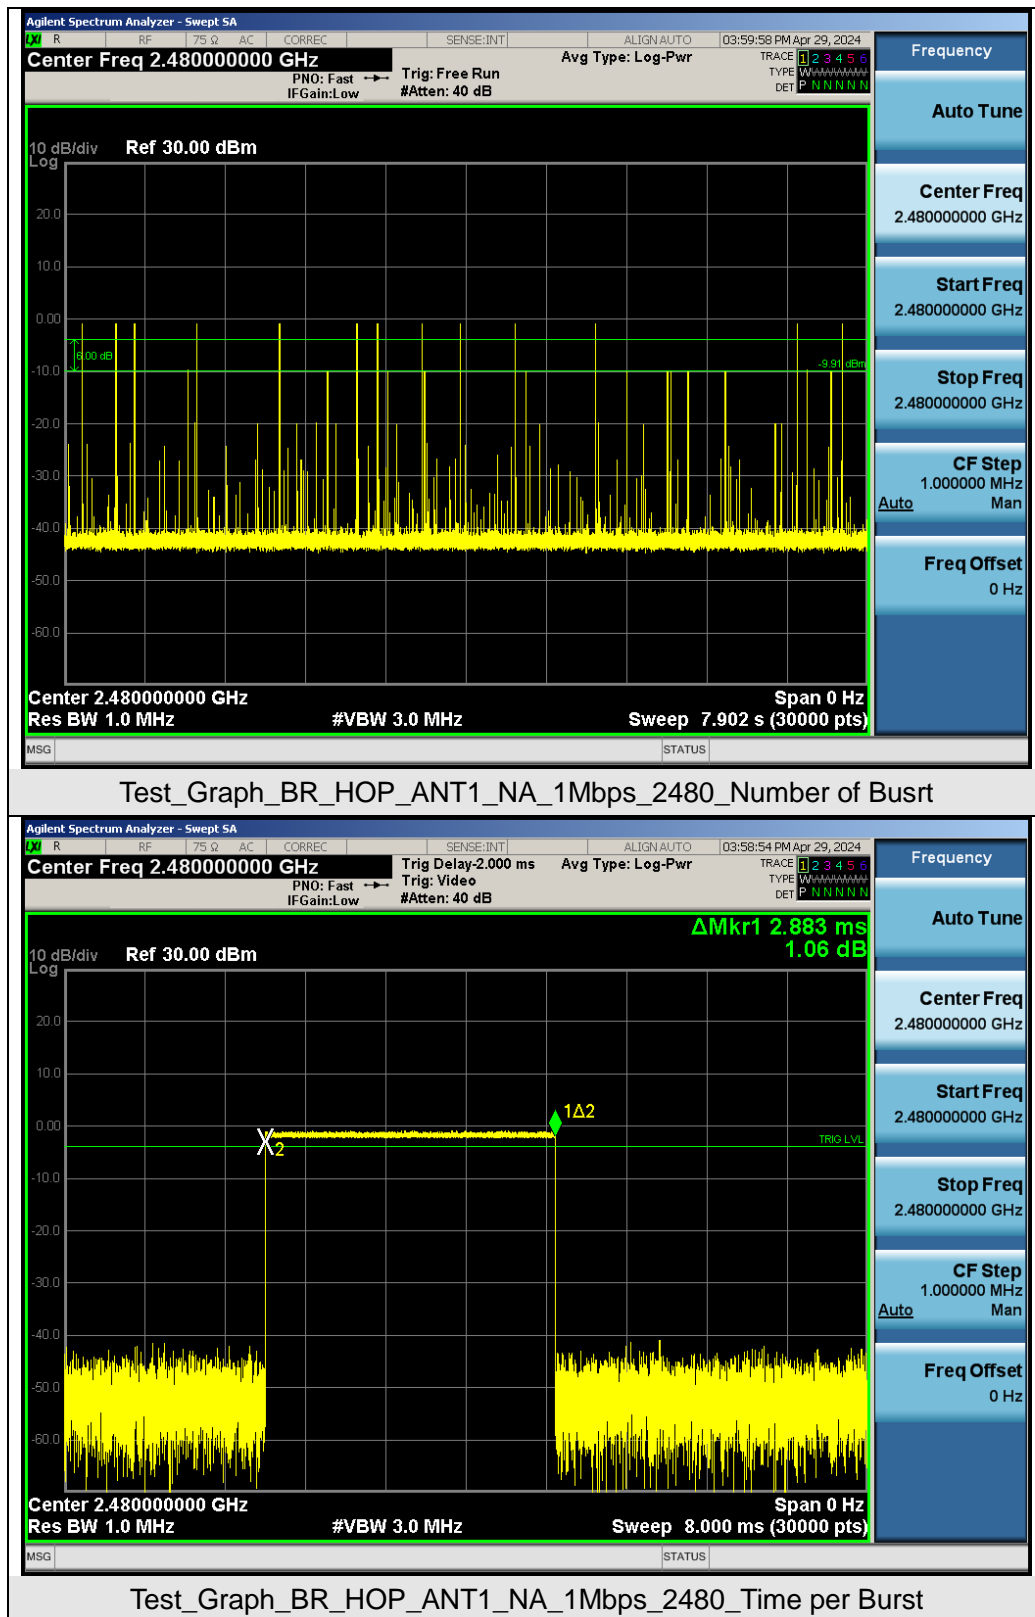 Agilent Spectrum Analyzer - Swept SA
LXI R RF 75 Ω AC CORREC SENSE:INT ALIGN AUTO 03:59:58 PM Apr 29, 2024
Center Freq 2.480000000 GHz Avg Type: Log-Pwr TRACE 1 2 3 4 5 6
PNO: Fast Trig: Free Run TYPE W
IFGain:Low #Atten: 40 dB DET P N N N N N
Frequency
Auto Tune
10 dB/div Ref 30.00 dBm
Log
20.0
10.0
0.00
6.00 dB
-9.91 dBm
-10.0
-20.0
-30.0
-40.0
-50.0
-60.0
Center Freq
2.480000000 GHz
Start Freq
2.480000000 GHz
Stop Freq
2.480000000 GHz
CF Step
1.000000 MHz
Auto Man
Freq Offset
0 Hz
Center 2.480000000 GHz Span 0 Hz
Res BW 1.0 MHz #VBW 3.0 MHz Sweep 7.902 s (30000 pts)
MSG STATUS
Test_Graph_BR_HOP_ANT1_NA_1Mbps_2480_Number of Busrt
Agilent Spectrum Analyzer - Swept SA
LXI R RF 75 Ω AC CORREC SENSE:INT ALIGN AUTO 03:58:54 PM Apr 29, 2024
Center Freq 2.480000000 GHz Trig Delay-2.000 ms Avg Type: Log-Pwr TRACE 1 2 3 4 5 6
PNO: Fast Trig: Video TYPE W
IFGain:Low #Atten: 40 dB DET P N N N N N
Frequency
Auto Tune
ΔMkr1 2.883 ms
1.06 dB
10 dB/div Ref 30.00 dBm
Log
20.0
10.0
0.00
1Δ2
2
TRIG LVL
-10.0
-20.0
-30.0
-40.0
-50.0
-60.0
Center Freq
2.480000000 GHz
Start Freq
2.480000000 GHz
Stop Freq
2.480000000 GHz
CF Step
1.000000 MHz
Auto Man
Freq Offset
0 Hz
Center 2.480000000 GHz Span 0 Hz
Res BW 1.0 MHz #VBW 3.0 MHz Sweep 8.000 ms (30000 pts)
MSG STATUS
Test_Graph_BR_HOP_ANT1_NA_1Mbps_2480_Time per Burst